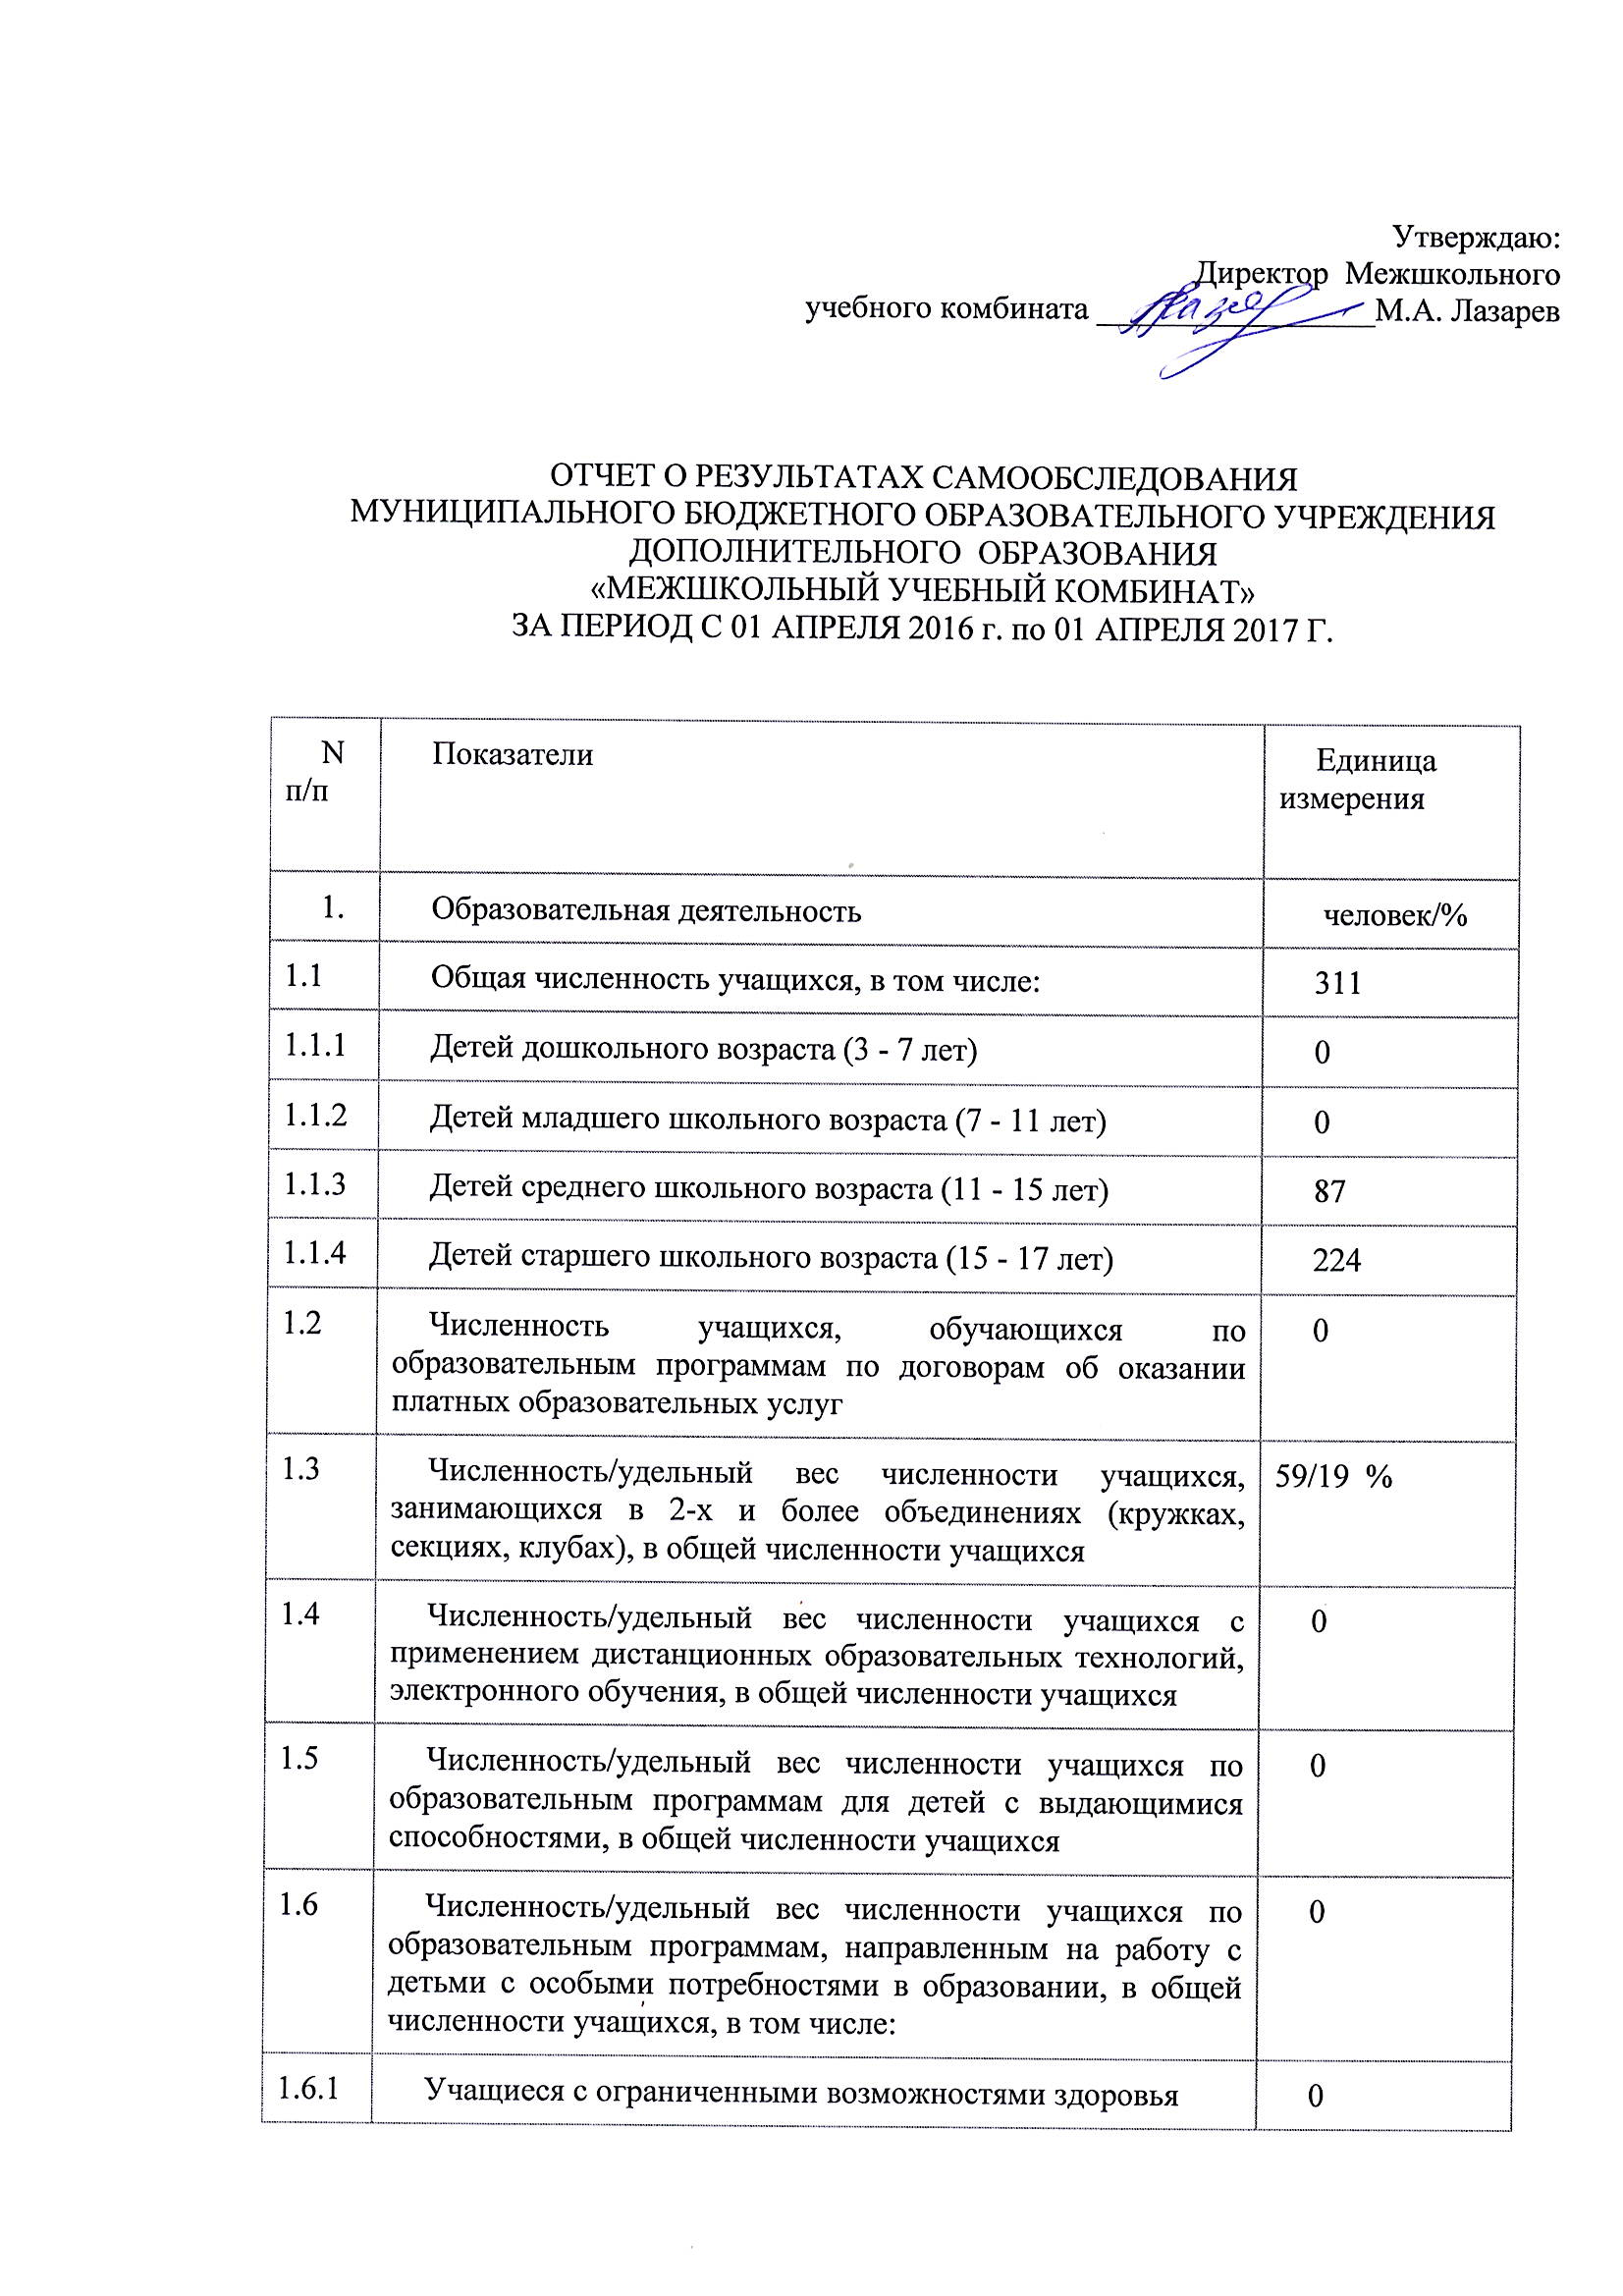 Утверждаю:
Директор Межшкольного
учебного комбината _________________М.А. Лазарев
ОТЧЕТ О РЕЗУЛЬТАТАХ САМООБСЛЕДОВАНИЯ
МУНИЦИПАЛЬНОГО БЮДЖЕТНОГО ОБРАЗОВАТЕЛЬНОГО УЧРЕЖДЕНИЯ
ДОПОЛНИТЕЛЬНОГО ОБРАЗОВАНИЯ
«МЕЖШКОЛЬНЫЙ УЧЕБНЫЙ КОМБИНАТ»
ЗА ПЕРИОД С 01 АПРЕЛЯ 2016 г. по 01 АПРЕЛЯ 2017 Г.
N
п/п
Показатели
Единица
измерения
1. Образовательная деятельность человек/%
1.1 Общая численность учащихся, в том числе: 311
1.1.1 Детей дошкольного возраста (3 - 7 лет) 0
1.1.2 Детей младшего школьного возраста (7 - 11 лет) 0
1.1.3 Детей среднего школьного возраста (11 - 15 лет) 87
1.1.4 Детей старшего школьного возраста (15 - 17 лет) 224
1.2 Численность учащихся, обучающихся по 0
образовательным программам по договорам об оказании
платных образовательных услуг
1.3 Численность/удельный вес численности учащихся, 59/19 %
занимающихся в 2-х и более объединениях (кружках,
секциях, клубах), в общей численности учащихся
1.4 Численность/удельный вес численности учащихся с 0
применением дистанционных образовательных технологий,
электронного обучения, в общей численности учащихся
1.5 Численность/удельный вес численности учащихся по 0
образовательным программам для детей с выдающимися
способностями, в общей численности учащихся
1.6 Численность/удельный вес численности учащихся по 0
образовательным программам, направленным на работу с
детьми с особыми потребностями в образовании, в общей
численности учащихся, в том числе:
1.6.1 Учащиеся с ограниченными возможностями здоровья 0